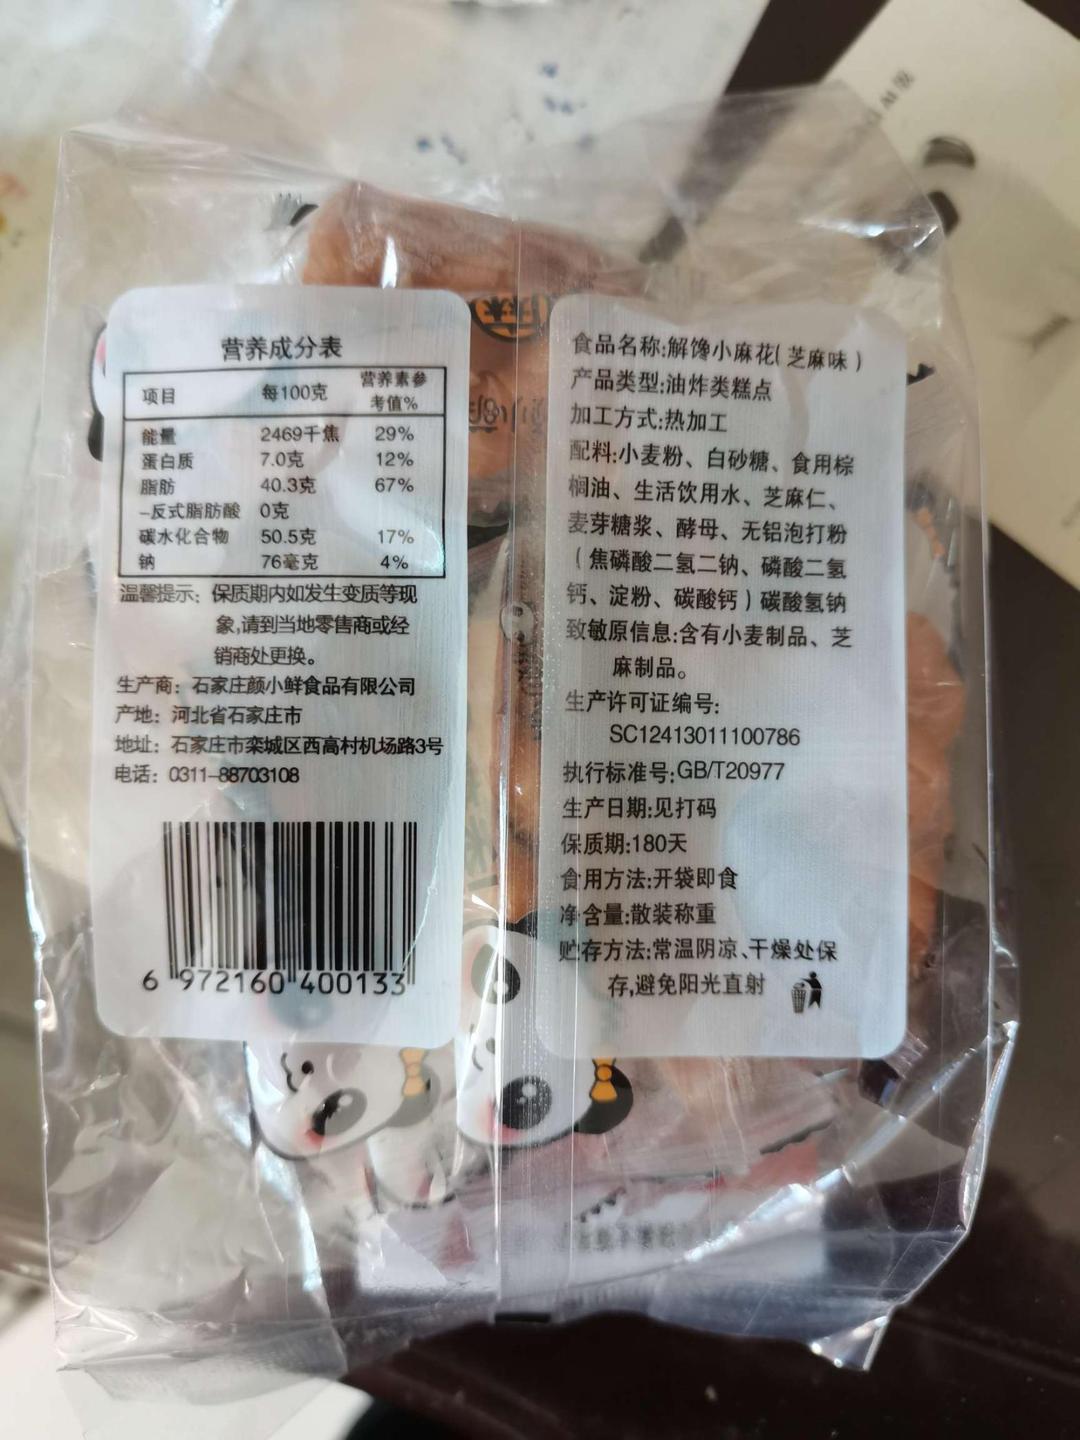 营养成分表
项目 每100克 营养素参考值%
能量 2469千焦 29%
蛋白质 7.0克 12%
脂肪 40.3克 67%
-反式脂肪酸 0克
碳水化合物 50.5克 17%
钠 76毫克 4%
温馨提示：保质期内如发生变质等现
象,请到当地零售商或经
销商处更换。
生产商：石家庄颜小鲜食品有限公司
产地：河北省石家庄市
地址：石家庄市栾城区西高村机场路3号
电话：0311-88703108
6 972160 400133
食品名称:解馋小麻花(芝麻味)
产品类型:油炸类糕点
加工方式:热加工
配料:小麦粉、白砂糖、食用棕
榈油、生活饮用水、芝麻仁、
麦芽糖浆、酵母、无铝泡打粉
(焦磷酸二氢二钠、磷酸二氢
钙、淀粉、碳酸钙)碳酸氢钠
致敏原信息:含有小麦制品、芝
麻制品。
生产许可证编号:
SC12413011100786
执行标准号:GB/T20977
生产日期:见打码
保质期:180天
食用方法:开袋即食
净含量:散装称重
贮存方法:常温阴凉、干燥处保
存,避免阳光直射